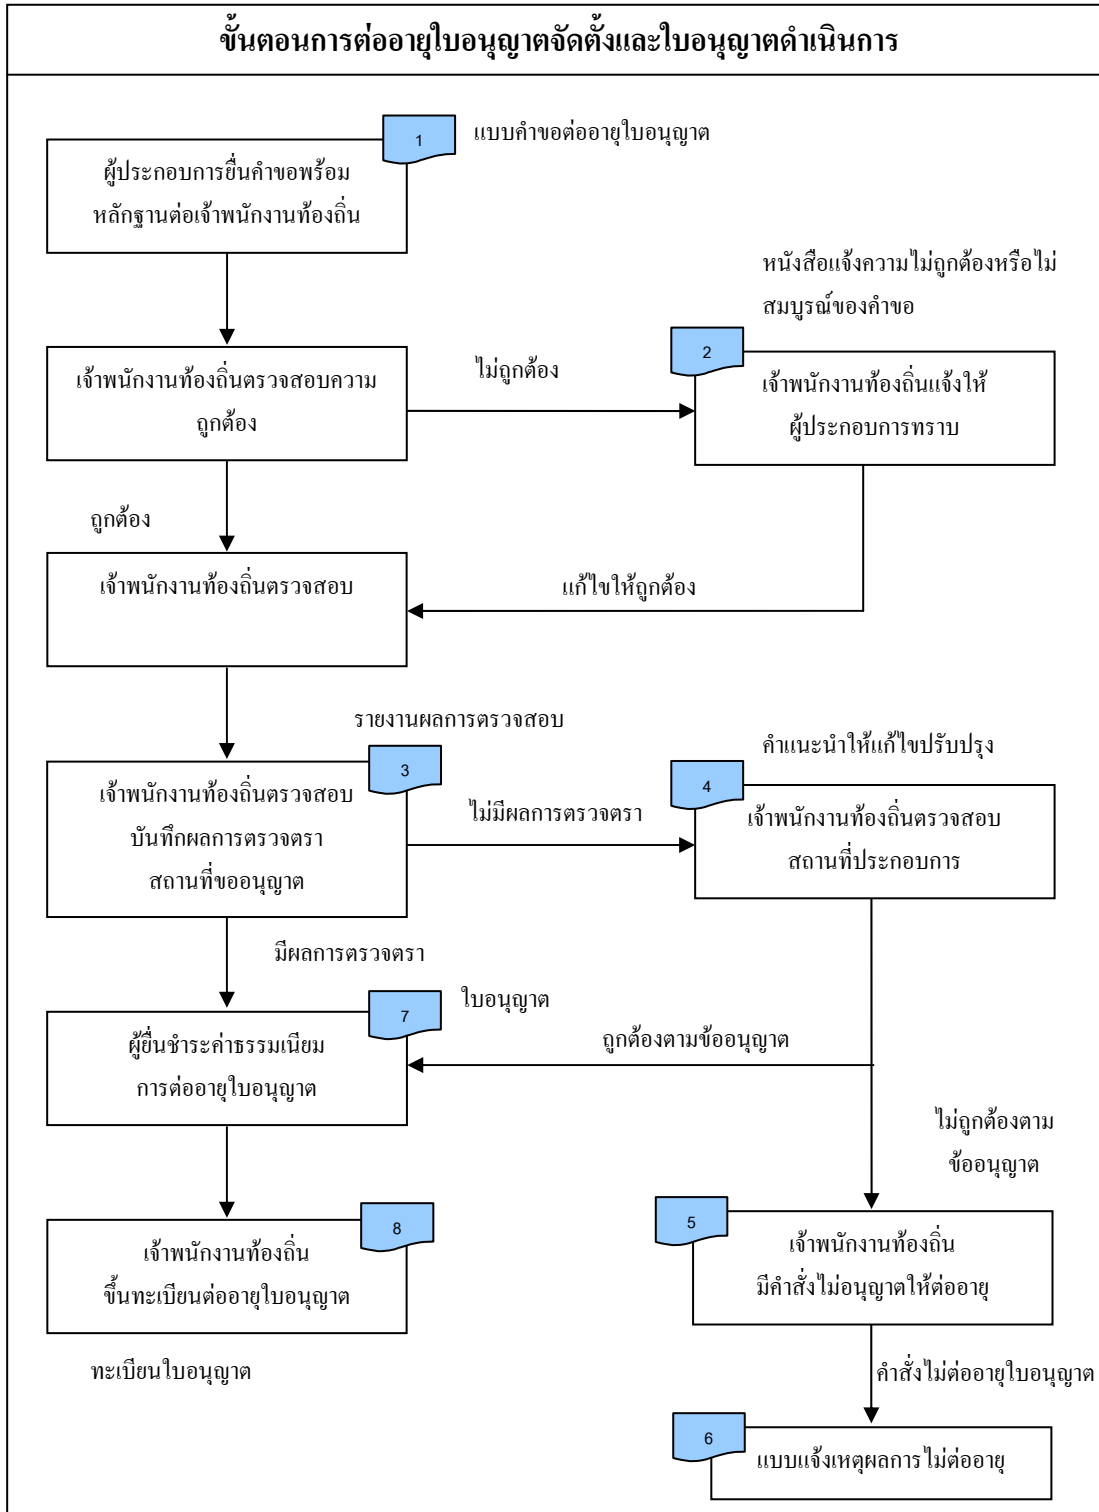 ขั้นตอนการต่ออายุใบอนุญาตจัดตั้งและใบอนุญาตดำเนินการ
1
แบบคำขอต่ออายุใบอนุญาต
ผู้ประกอบการยื่นคำขอพร้อม
หลักฐานต่อเจ้าพนักงานท้องถิ่น
หนังสือแจ้งความไม่ถูกต้องหรือไม่
สมบูรณ์ของคำขอ
2
เจ้าพนักงานท้องถิ่นตรวจสอบความ
ถูกต้อง
ไม่ถูกต้อง
เจ้าพนักงานท้องถิ่นแจ้งให้
ผู้ประกอบการทราบ
ถูกต้อง
เจ้าพนักงานท้องถิ่นตรวจสอบ
แก้ไขให้ถูกต้อง
รายงานผลการตรวจสอบ
3
คำแนะนำให้แก้ไขปรับปรุง
4
เจ้าพนักงานท้องถิ่นตรวจสอบ
บันทึกผลการตรวจตรา
สถานที่ขออนุญาต
ไม่มีผลการตรวจตรา
เจ้าพนักงานท้องถิ่นตรวจสอบ
สถานที่ประกอบการ
มีผลการตรวจตรา
ใบอนุญาต
7
ผู้ยื่นชำระค่าธรรมเนียม
การต่ออายุใบอนุญาต
ถูกต้องตามข้ออนุญาต
ไม่ถูกต้องตาม
ข้ออนุญาต
8
เจ้าพนักงานท้องถิ่น
ขึ้นทะเบียนต่ออายุใบอนุญาต
5
เจ้าพนักงานท้องถิ่น
มีคำสั่งไม่อนุญาตให้ต่ออายุ
ทะเบียนใบอนุญาต
คำสั่งไม่ต่ออายุใบอนุญาต
6
แบบแจ้งเหตุผลการไม่ต่ออายุ